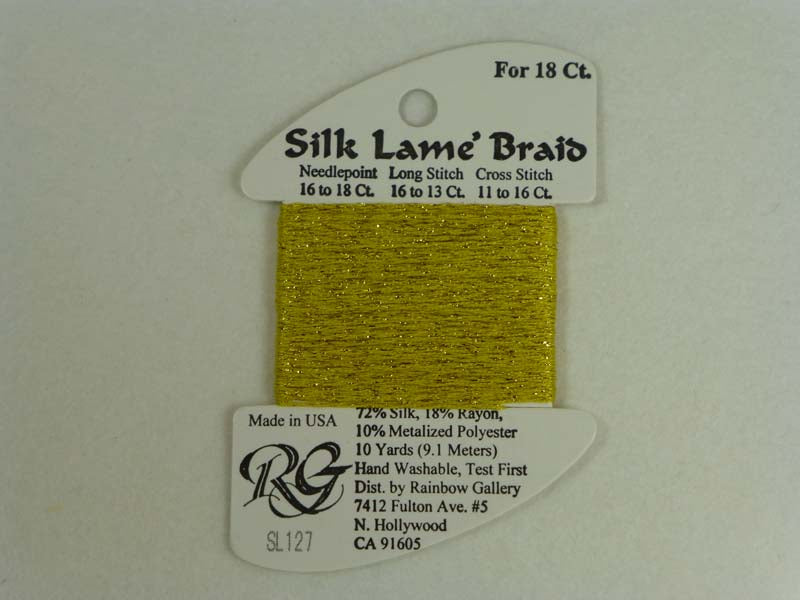 For 18 Ct.
Silk Lame' Braid
Needlepoint Long Stitch Cross Stitch
16 to 18 Ct. 16 to 13 Ct. 11 to 16 Ct.
Made in USA
72% Silk, 18% Rayon,
10% Metalized Polyester
10 Yards (9.1 Meters)
Hand Washable, Test First
Dist. by Rainbow Gallery
7412 Fulton Ave. #5
N. Hollywood
CA 91605
RG
SL127